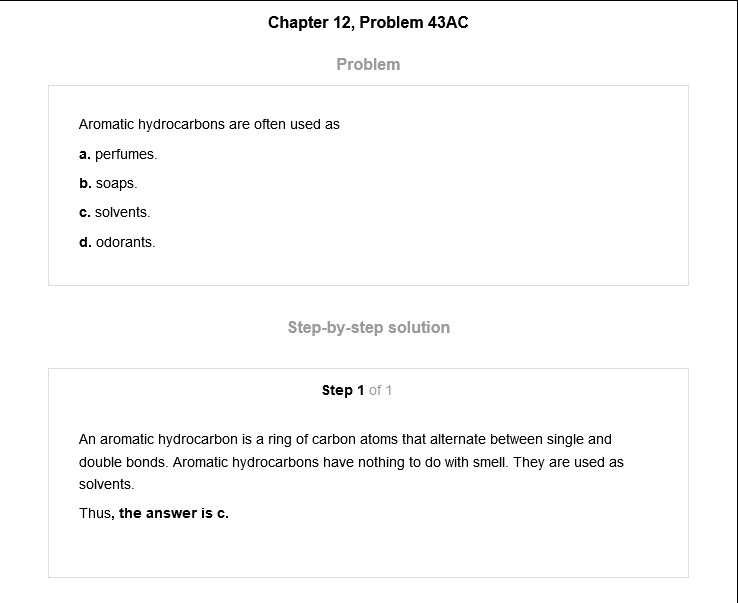 Chapter 12, Problem 43AC
Problem
Aromatic hydrocarbons are often used as
a. perfumes.
b. soaps.
c. solvents.
d. odorants.
Step-by-step solution
Step 1 of 1
An aromatic hydrocarbon is a ring of carbon atoms that alternate between single and
double bonds. Aromatic hydrocarbons have nothing to do with smell. They are used as
solvents.
Thus, the answer is c.